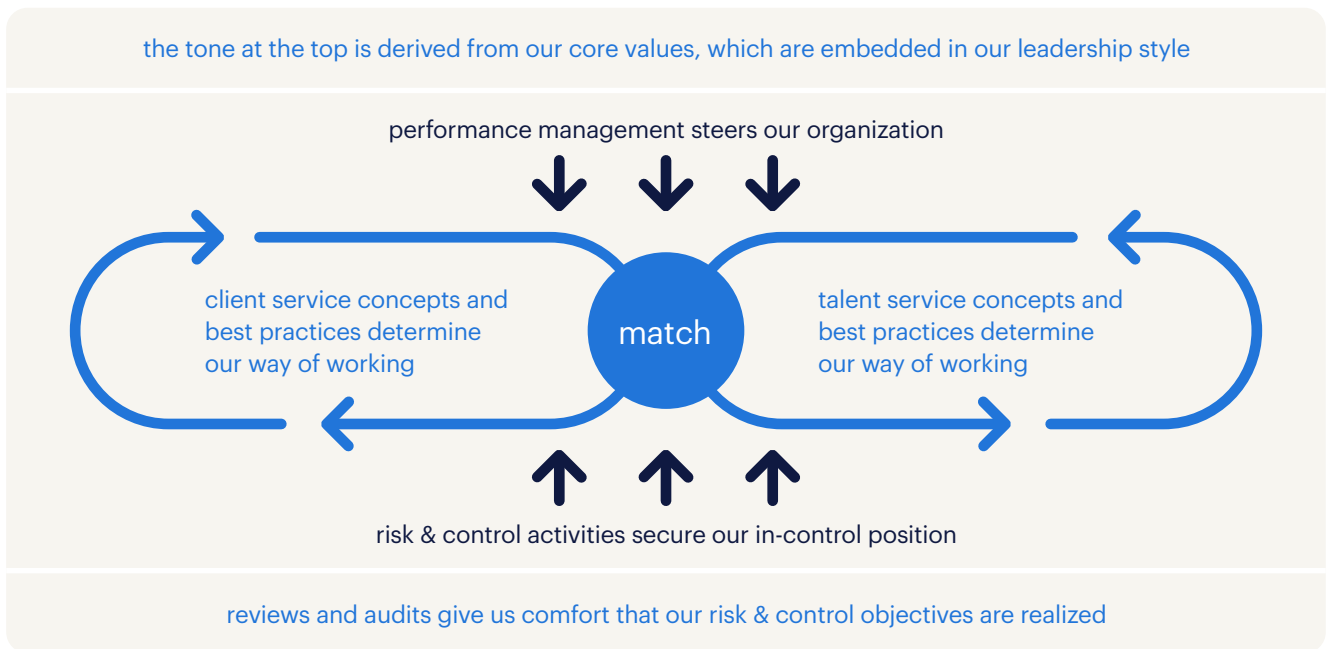 the tone at the top is derived from our core values, which are embedded in our leadership style
performance management steers our organization
client service concepts and
best practices determine
our way of working
match
talent service concepts and
best practices determine
our way of working
risk & control activities secure our in-control position
reviews and audits give us comfort that our risk & control objectives are realized